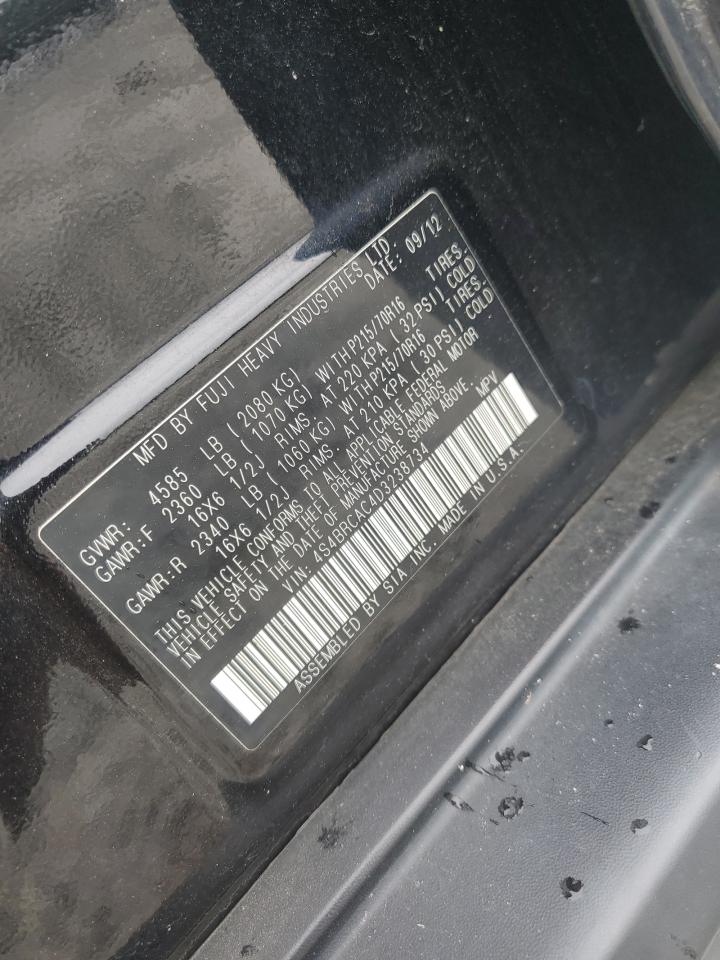 MFD BY FUJI HEAVY INDUSTRIES LTD.
DATE: 09/12
GVWR: 4585 LB ( 2080 KG)
GAWR:F 2360 LB ( 1070 KG) WITH P215/70R16 TIRES.
16X6 1/2J RIMS, AT 220 KPA ( 32 PSI) COLD
GAWR:R 2340 LB ( 1060 KG) WITH P215/70R16 TIRES.
16X6 1/2J RIMS, AT 210 KPA ( 30 PSI) COLD
THIS VEHICLE CONFORMS TO ALL APPLICABLE FEDERAL MOTOR
VEHICLE SAFETY AND THEFT PREVENTION STANDARDS
IN EFFECT ON THE DATE OF MANUFACTURE SHOWN ABOVE.
VIN: 4S4BRCAC4D3238734 MPV
ASSEMBLED BY SIA INC. MADE IN U.S.A.